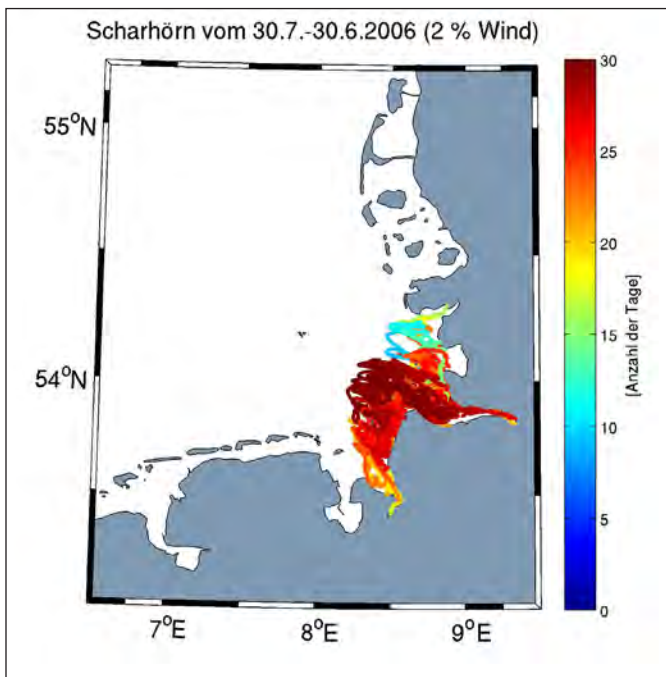 Scharhörn vom 30.7.-30.6.2006 (2 % Wind)
55°N
54°N
7°E
8°E
9°E
30
25
20
15
10
5
0
[Anzahl der Tage]